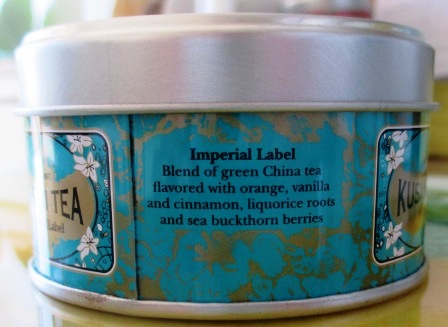 Imperial Label
Blend of green China tea
flavored with orange, vanilla
and cinnamon, liquorice roots
and sea buckthorn berries
TEA
Label
KUS